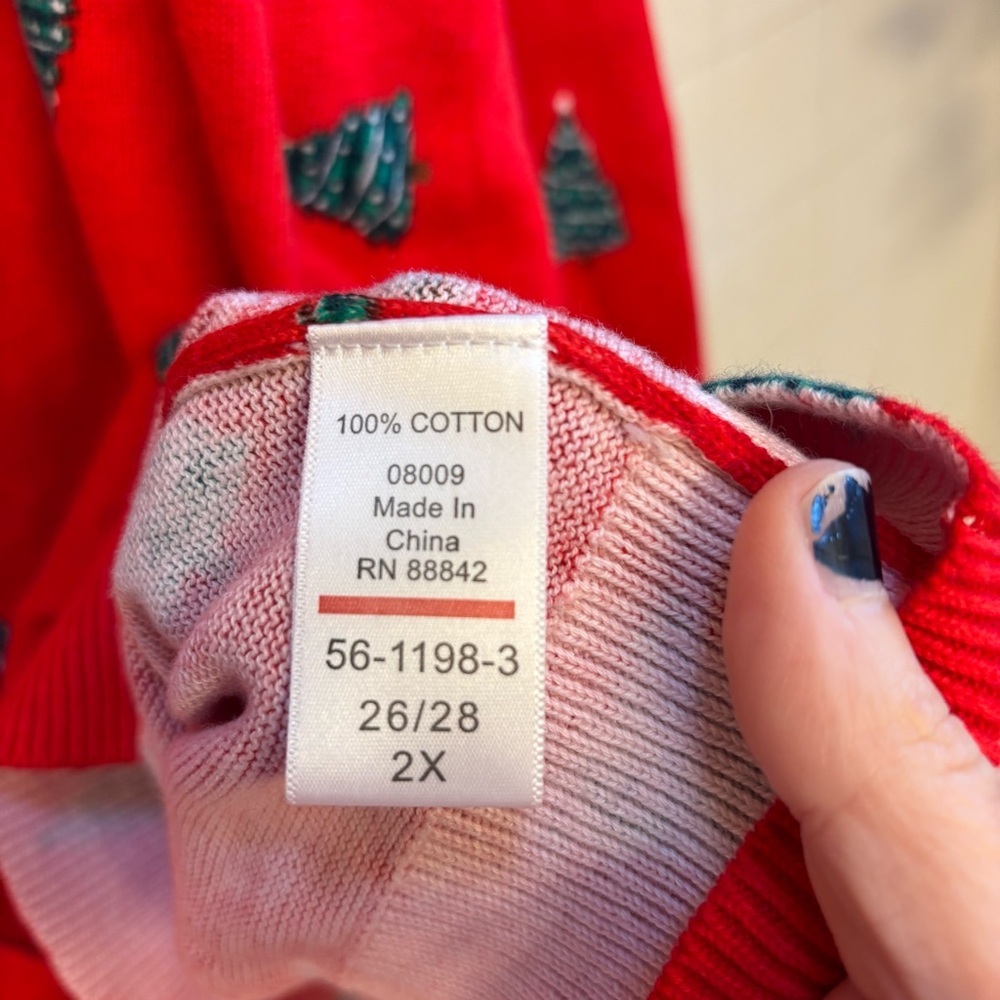 100% COTTON
08009
Made In
China
RN 88842
56-1198-3
26/28
2X